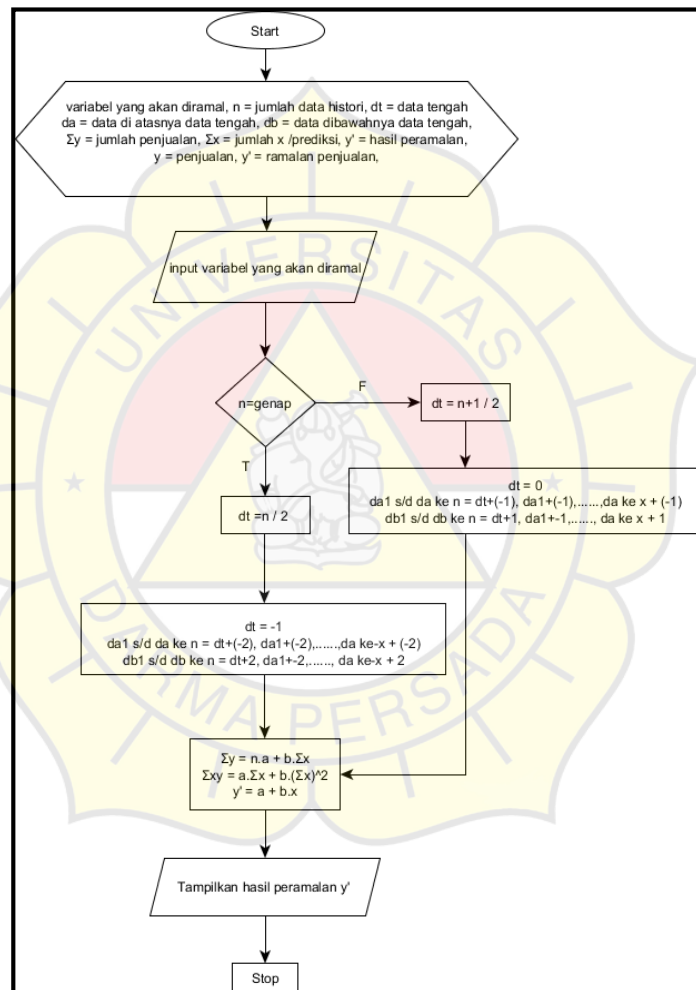 Start
variabel yang akan diramal, n = jumlah data histori, dt = data tengah
da = data di atasnya data tengah, db = data dibawahnya data tengah,
Σy = jumlah penjualan, Σx = jumlah x /prediksi, y' = hasil peramalan,
y = penjualan, y' = ramalan penjualan,
input variabel yang akan diramal
n=genap
F
dt = n+1 / 2
T
dt =n / 2
dt = 0
da1 s/d da ke n = dt+(-1), da1+(-1),......,da ke x + (-1)
db1 s/d db ke n = dt+1, da1+-1,......, da ke x + 1
dt = -1
da1 s/d da ke n = dt+(-2), da1+(-2),......,da ke-x + (-2)
db1 s/d db ke n = dt+2, da1+-2,......, da ke-x + 2
Σy = n.a + b.Σx
Σxy = a.Σx + b.(Σx)^2
y' = a + b.x
Tampilkan hasil peramalan y'
Stop
UNIVERSITAS
DARMA PERSADA